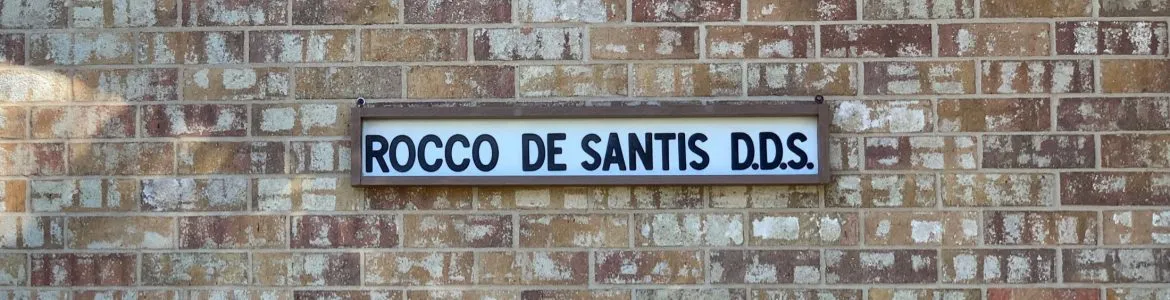 ROCCO DE SANTIS D.D.S.